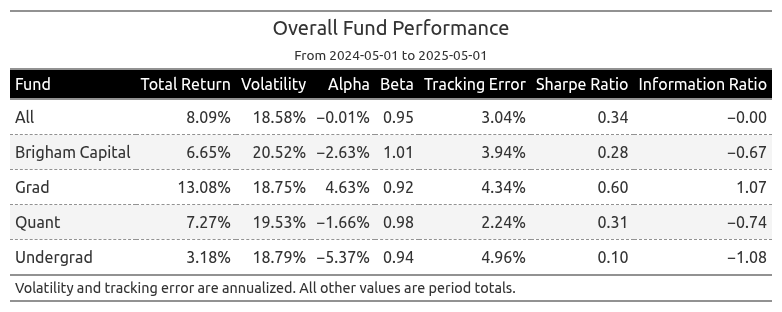 Overall Fund Performance
From 2024-05-01 to 2025-05-01
Fund Total Return Volatility Alpha Beta Tracking Error Sharpe Ratio Information Ratio
All 8.09% 18.58% −0.01% 0.95 3.04% 0.34 −0.00
Brigham Capital 6.65% 20.52% −2.63% 1.01 3.94% 0.28 −0.67
Grad 13.08% 18.75% 4.63% 0.92 4.34% 0.60 1.07
Quant 7.27% 19.53% −1.66% 0.98 2.24% 0.31 −0.74
Undergrad 3.18% 18.79% −5.37% 0.94 4.96% 0.10 −1.08
Volatility and tracking error are annualized. All other values are period totals.